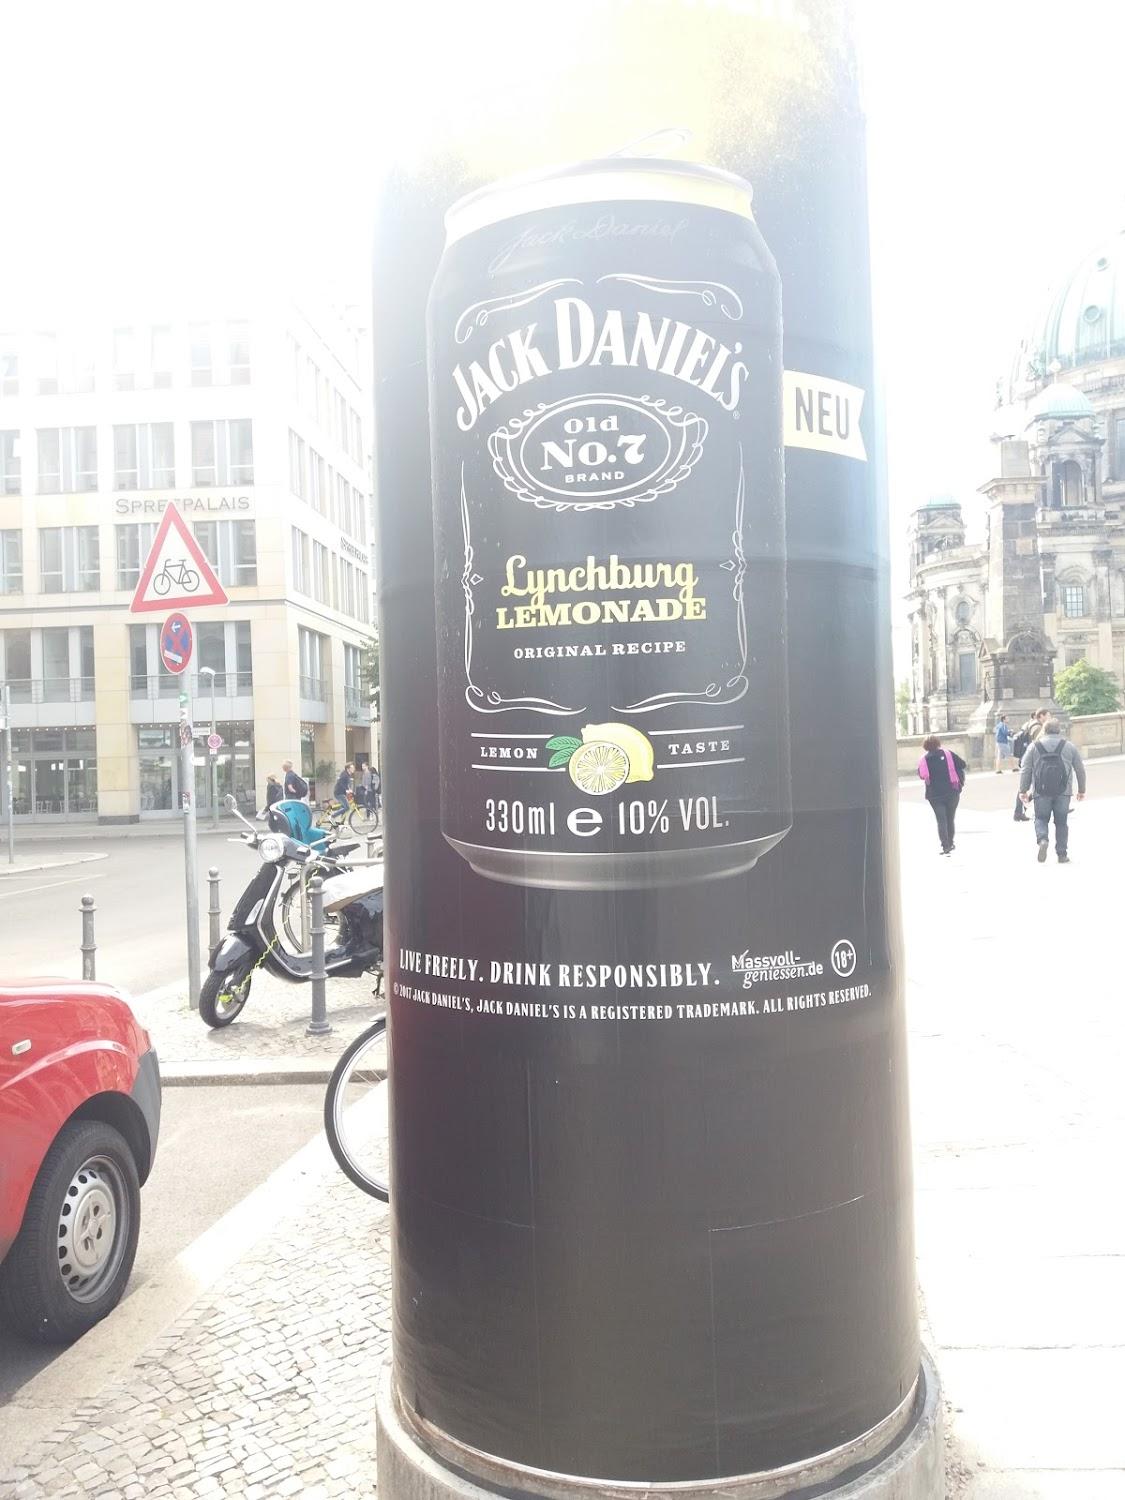 Jack Daniel
JACK DANIEL'S
Old
No.7
BRAND
NEU
SPREEPALAIS
Lynchburg
LEMONADE
ORIGINAL RECIPE
LEMON TASTE
330ml e 10% VOL.
LIVE FREELY. DRINK RESPONSIBLY. Massvoll-geniessen.de 18+
© 2017 JACK DANIEL'S, JACK DANIEL'S IS A REGISTERED TRADEMARK. ALL RIGHTS RESERVED.